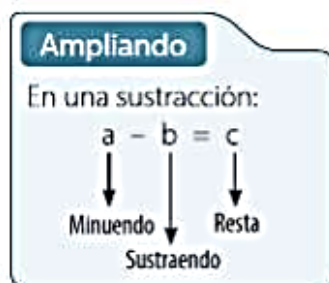 Ampliando
En una sustracción:
a - b = c
Minuendo Resta
Sustraendo